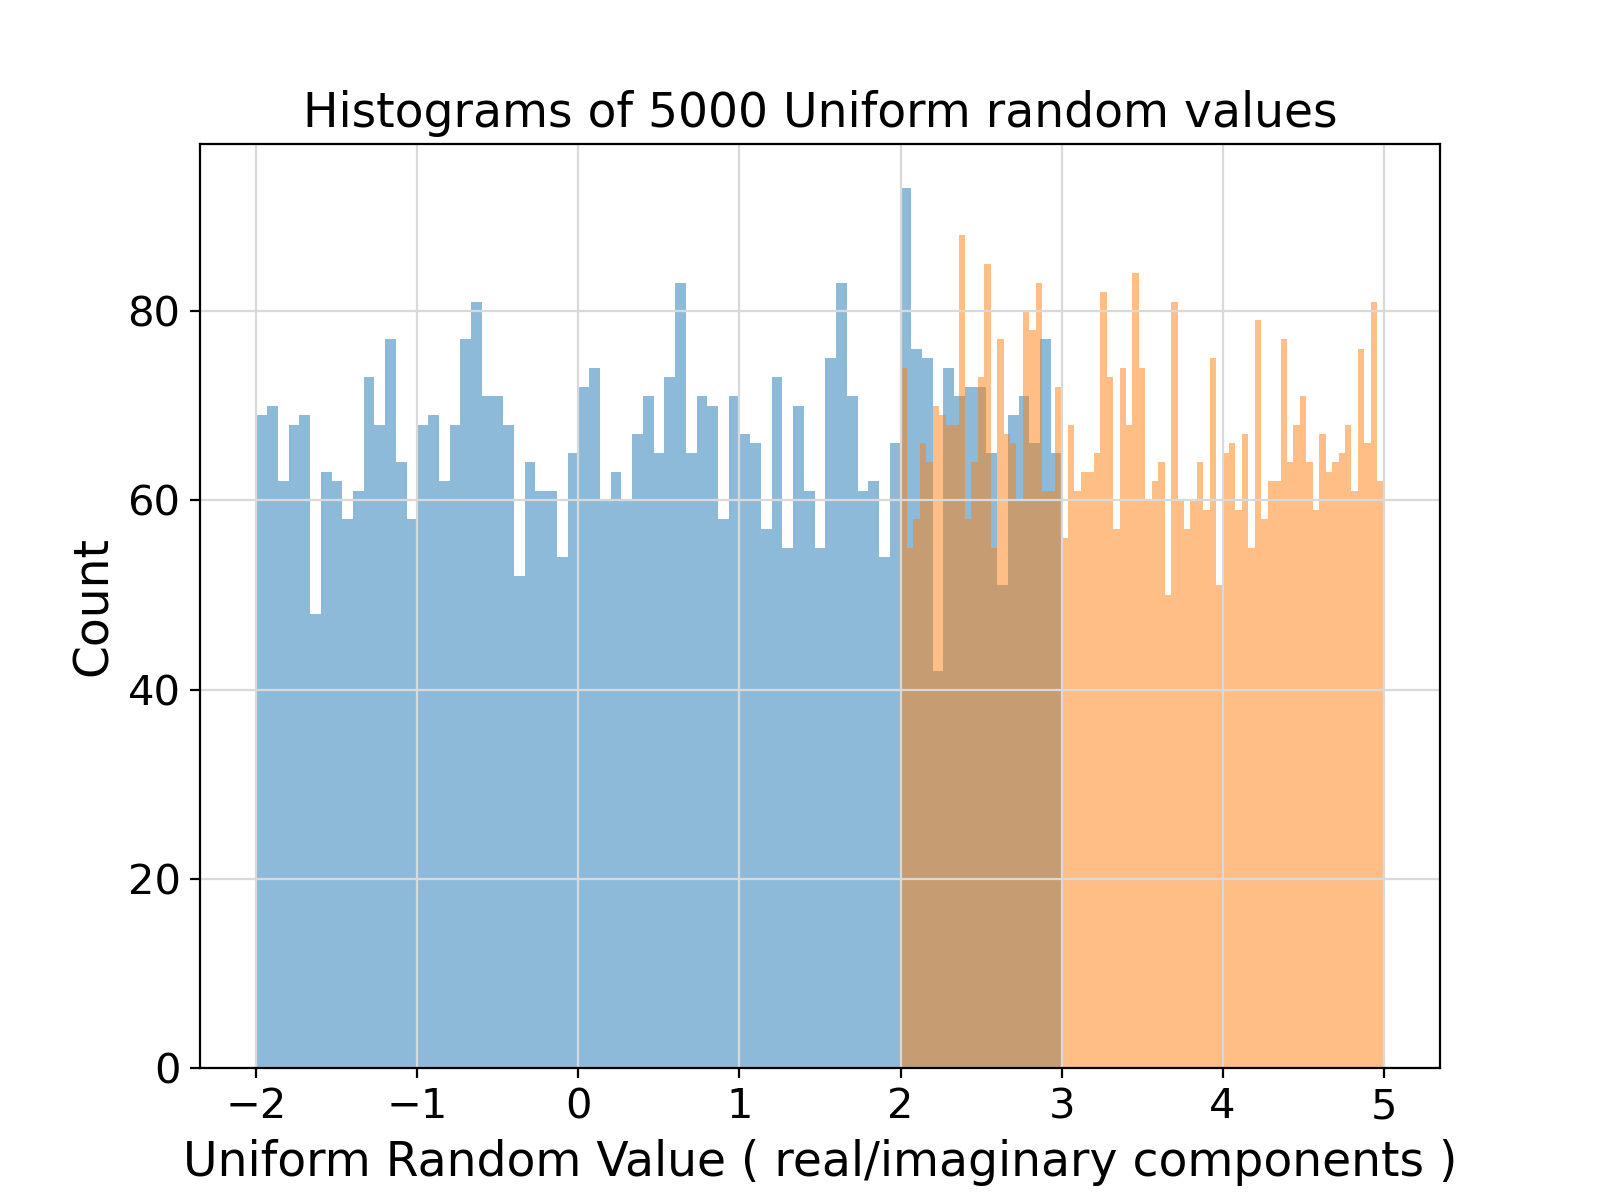 Histograms of 5000 Uniform random values
80
60
40
20
0
Count
−2 −1 0 1 2 3 4 5
Uniform Random Value ( real/imaginary components )